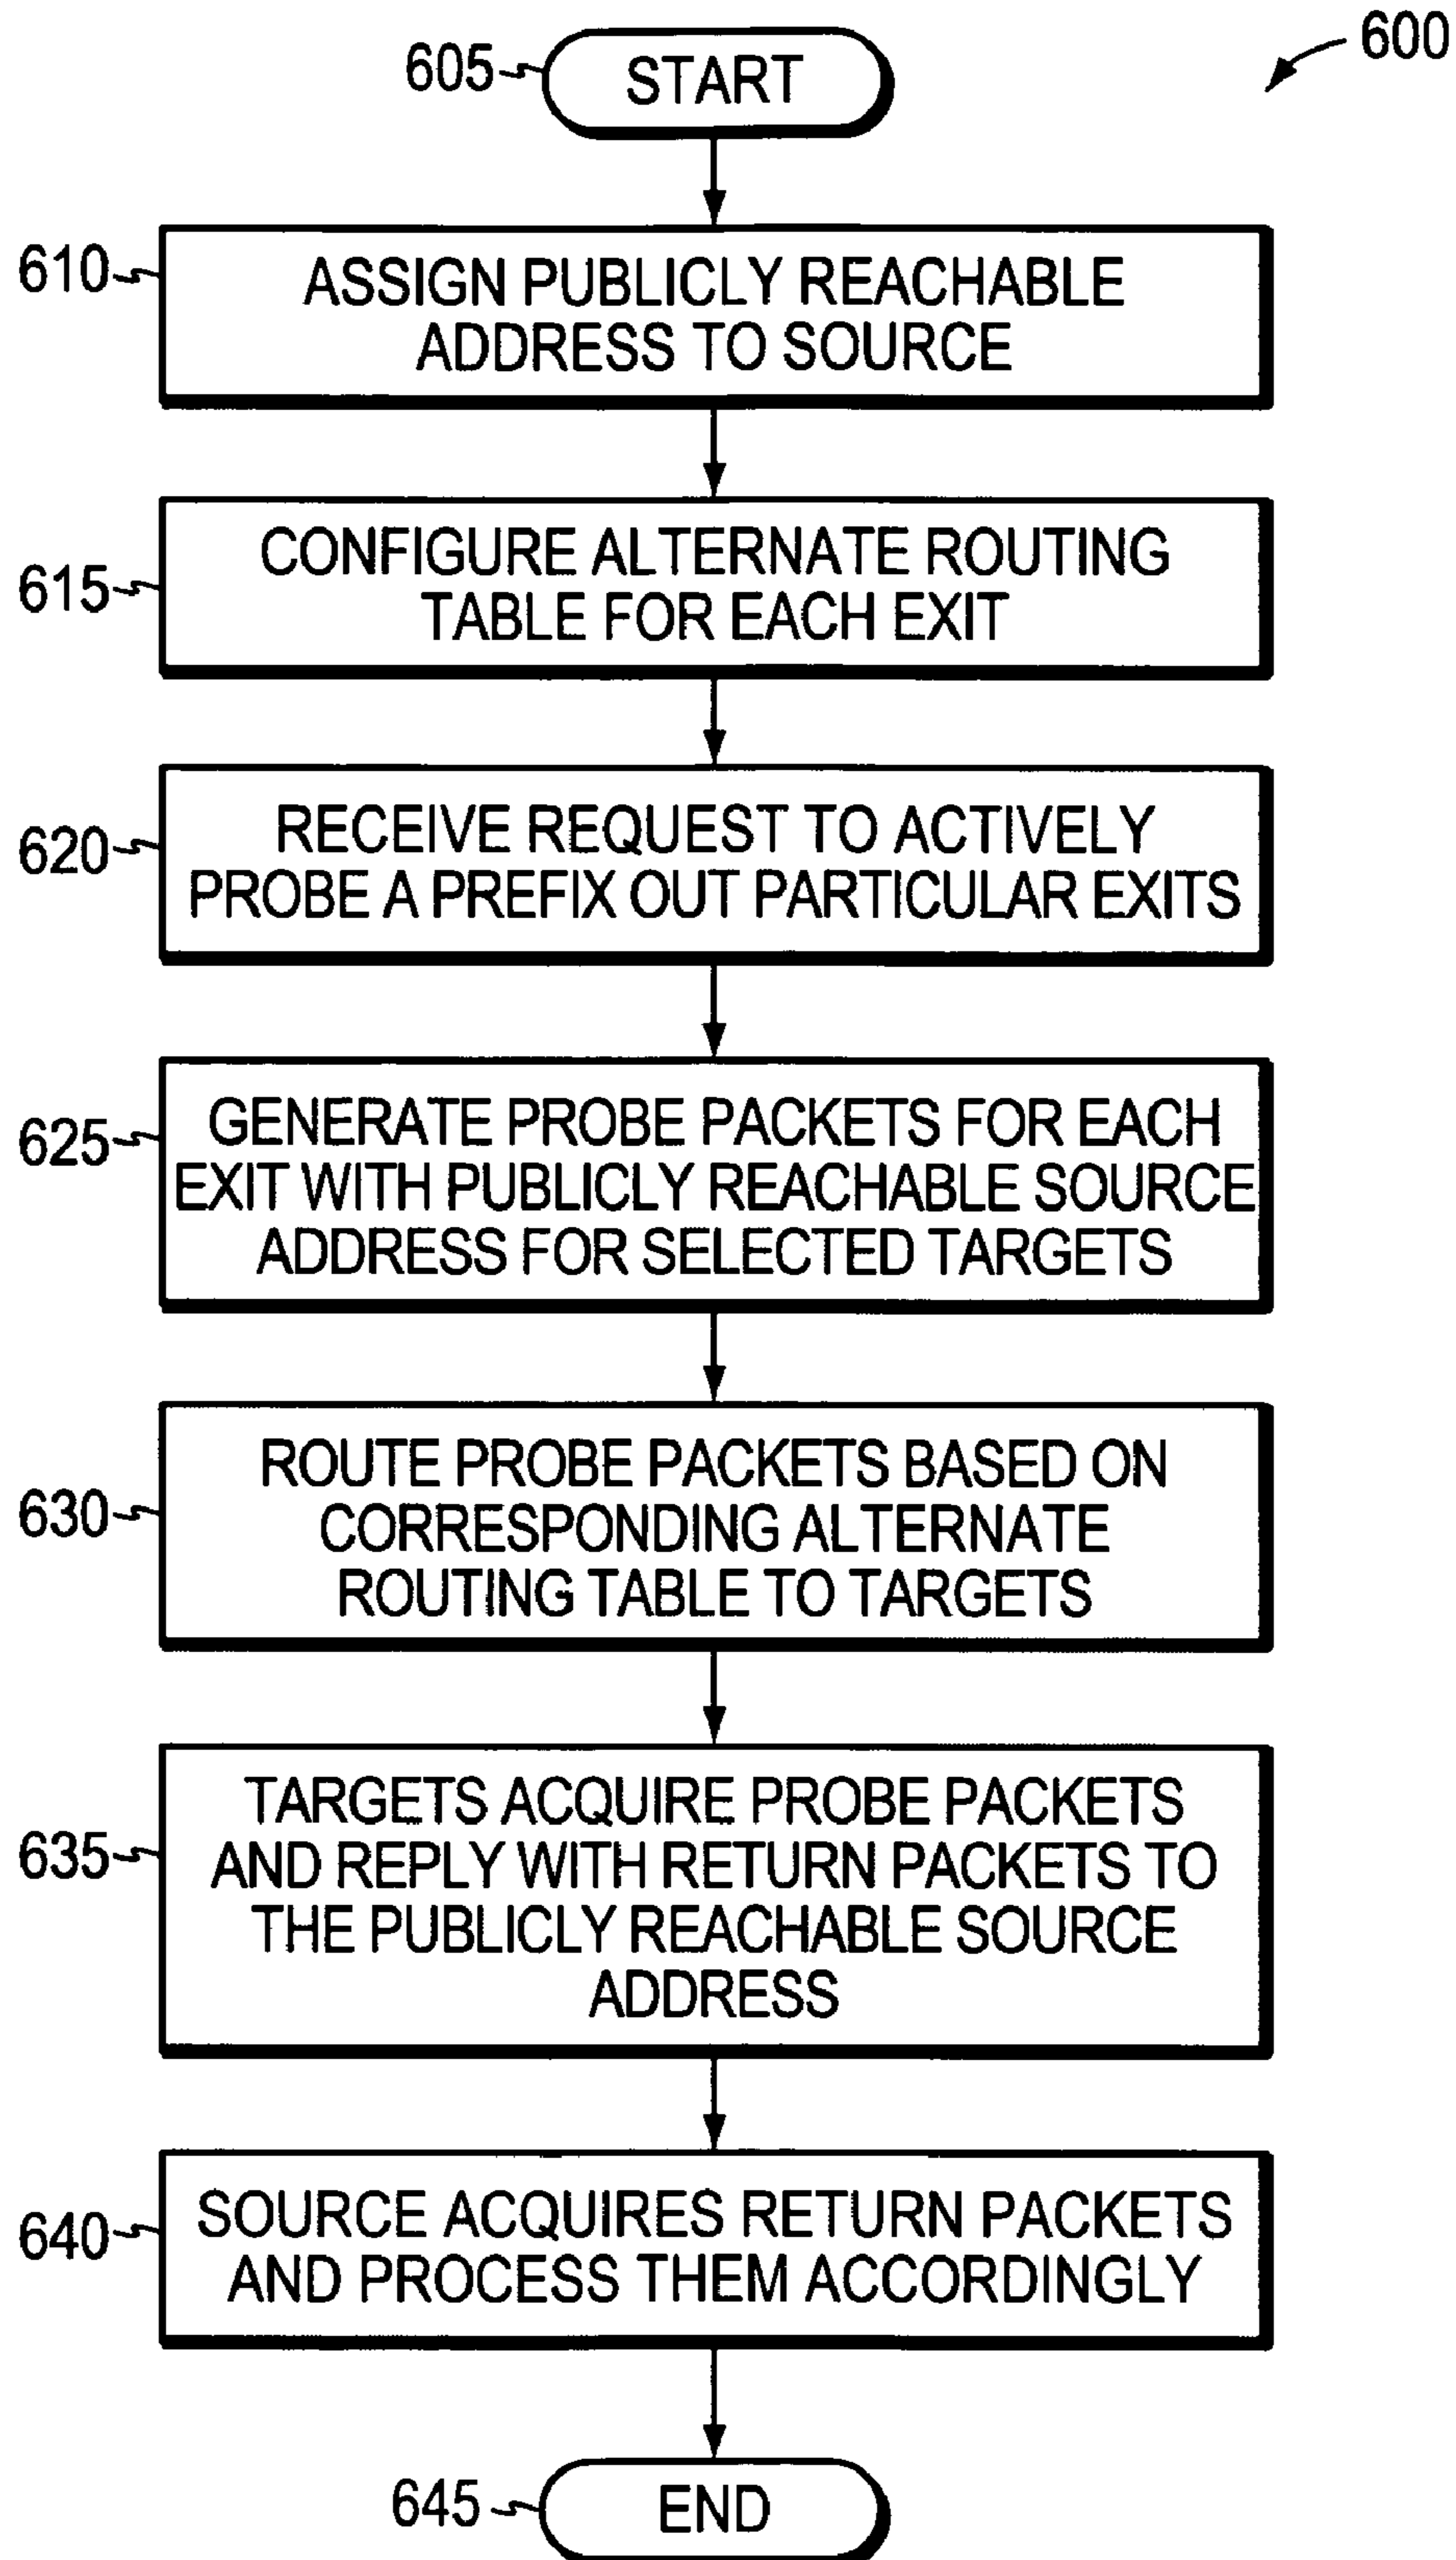 600
605
START
610
ASSIGN PUBLICLY REACHABLE
ADDRESS TO SOURCE
615
CONFIGURE ALTERNATE ROUTING
TABLE FOR EACH EXIT
620
RECEIVE REQUEST TO ACTIVELY
PROBE A PREFIX OUT PARTICULAR EXITS
625
GENERATE PROBE PACKETS FOR EACH
EXIT WITH PUBLICLY REACHABLE SOURCE
ADDRESS FOR SELECTED TARGETS
630
ROUTE PROBE PACKETS BASED ON
CORRESPONDING ALTERNATE
ROUTING TABLE TO TARGETS
635
TARGETS ACQUIRE PROBE PACKETS
AND REPLY WITH RETURN PACKETS TO
THE PUBLICLY REACHABLE SOURCE
ADDRESS
640
SOURCE ACQUIRES RETURN PACKETS
AND PROCESS THEM ACCORDINGLY
645
END